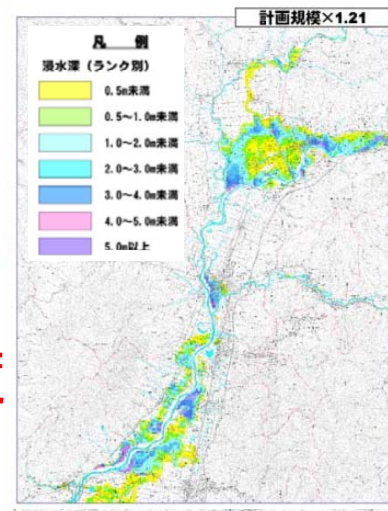 計画規模×1.21
凡 例
浸水深（ランク別）
0.5m未満
0.5～1.0m未満
1.0～2.0m未満
2.0～3.0m未満
3.0～4.0m未満
4.0～5.0m未満
5.0m以上